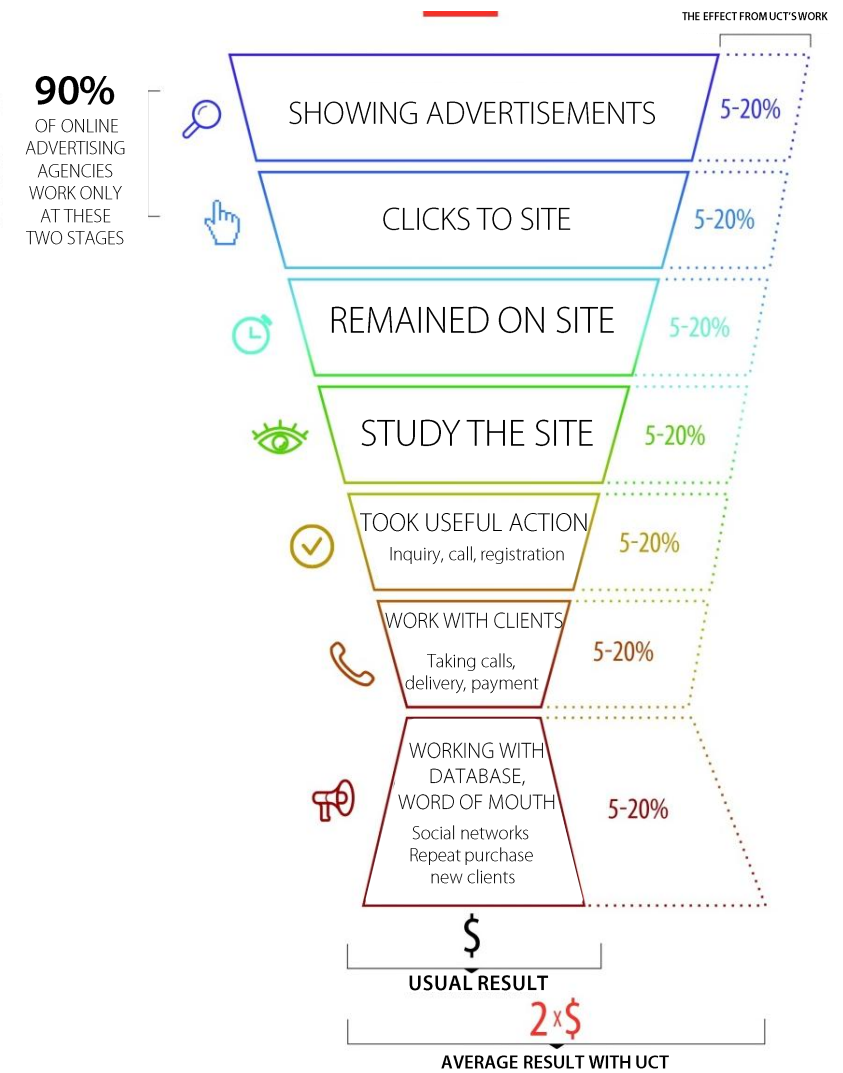 THE EFFECT FROM UCT'S WORK
90%
OF ONLINE
ADVERTISING
AGENCIES
WORK ONLY
AT THESE
TWO STAGES
SHOWING ADVERTISEMENTS
5-20%
CLICKS TO SITE
5-20%
REMAINED ON SITE
5-20%
STUDY THE SITE
5-20%
TOOK USEFUL ACTION
Inquiry, call, registration
5-20%
WORK WITH CLIENTS
Taking calls,
delivery, payment
5-20%
WORKING WITH
DATABASE,
WORD OF MOUTH
Social networks
Repeat purchase
new clients
5-20%
$
USUAL RESULT
2x$
AVERAGE RESULT WITH UCT